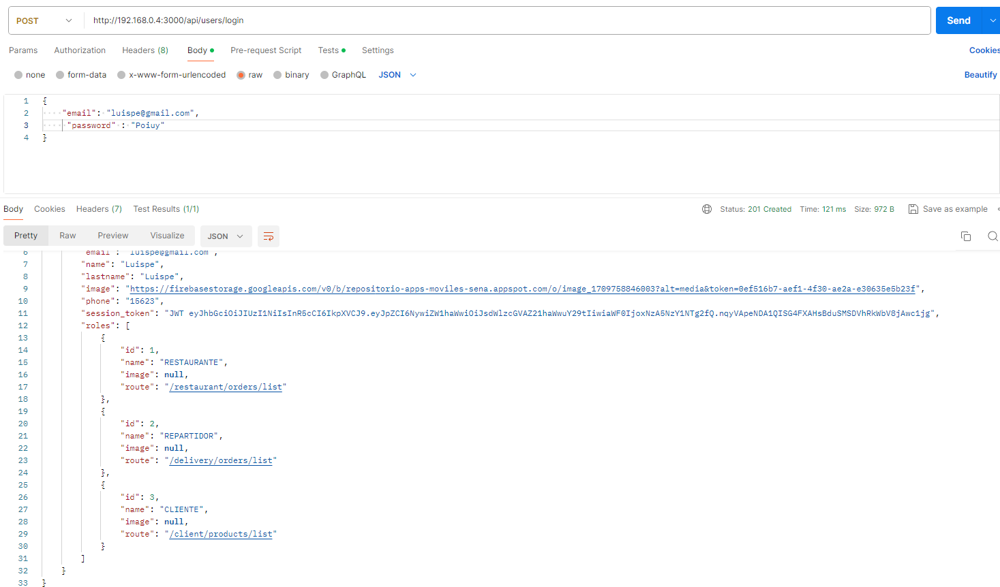 POST http://192.168.0.4:3000/api/users/login Send
Params Authorization Headers (8) Body Pre-request Script Tests Settings Cookies
none form-data x-www-form-urlencoded raw binary GraphQL JSON Beautify
1 {
2 "email": "luispe@gmail.com",
3 "password" : "Poiuy"
4 }
Body Cookies Headers (7) Test Results (1/1) Status: 201 Created Time: 121 ms Size: 972 B Save as example
Pretty Raw Preview Visualize JSON
6 "email": "luispe@gmail.com",
7 "name": "Luispe",
8 "lastname": "Luispe",
9 "image": "https://firebasestorage.googleapis.com/v0/b/repositorio-apps-moviles-sena.appspot.com/o/image_1709758846003?alt=media&token=0ef516b7-aef1-4f30-ae2a-e30635e5b23f",
10 "phone": "15623",
11 "session_token": "JWT eyJhbGciOiJIUzI1NiIsInR5cCI6IkpXVCJ9.eyJpZCI6NywiZW1haWwiOiJsdWlzcGVAZ21haWwuY29tIiwiaWF0IjoxNzA5NzY1NTg2fQ.nqyVApeNDA1QISG4FXAHsBduSMSDVhRkWbV8jAwc1jg",
12 "roles": [
13 {
14 "id": 1,
15 "name": "RESTAURANTE",
16 "image": null,
17 "route": "/restaurant/orders/list"
18 },
19 {
20 "id": 2,
21 "name": "REPARTIDOR",
22 "image": null,
23 "route": "/delivery/orders/list"
24 },
25 {
26 "id": 3,
27 "name": "CLIENTE",
28 "image": null,
29 "route": "/client/products/list"
30 }
31 ]
32 }
33 }